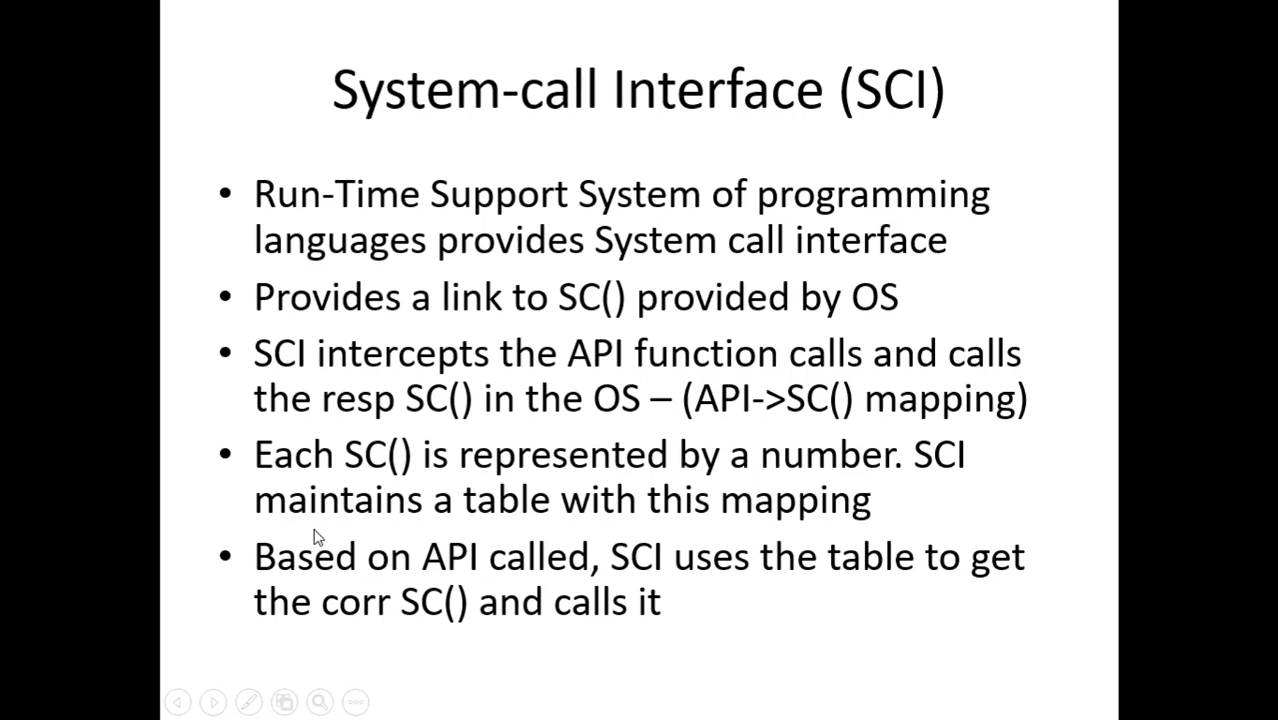 System-call Interface (SCI)
• Run-Time Support System of programming
languages provides System call interface
• Provides a link to SC() provided by OS
• SCI intercepts the API function calls and calls
the resp SC() in the OS – (API->SC() mapping)
• Each SC() is represented by a number. SCI
maintains a table with this mapping
• Based on API called, SCI uses the table to get
the corr SC() and calls it